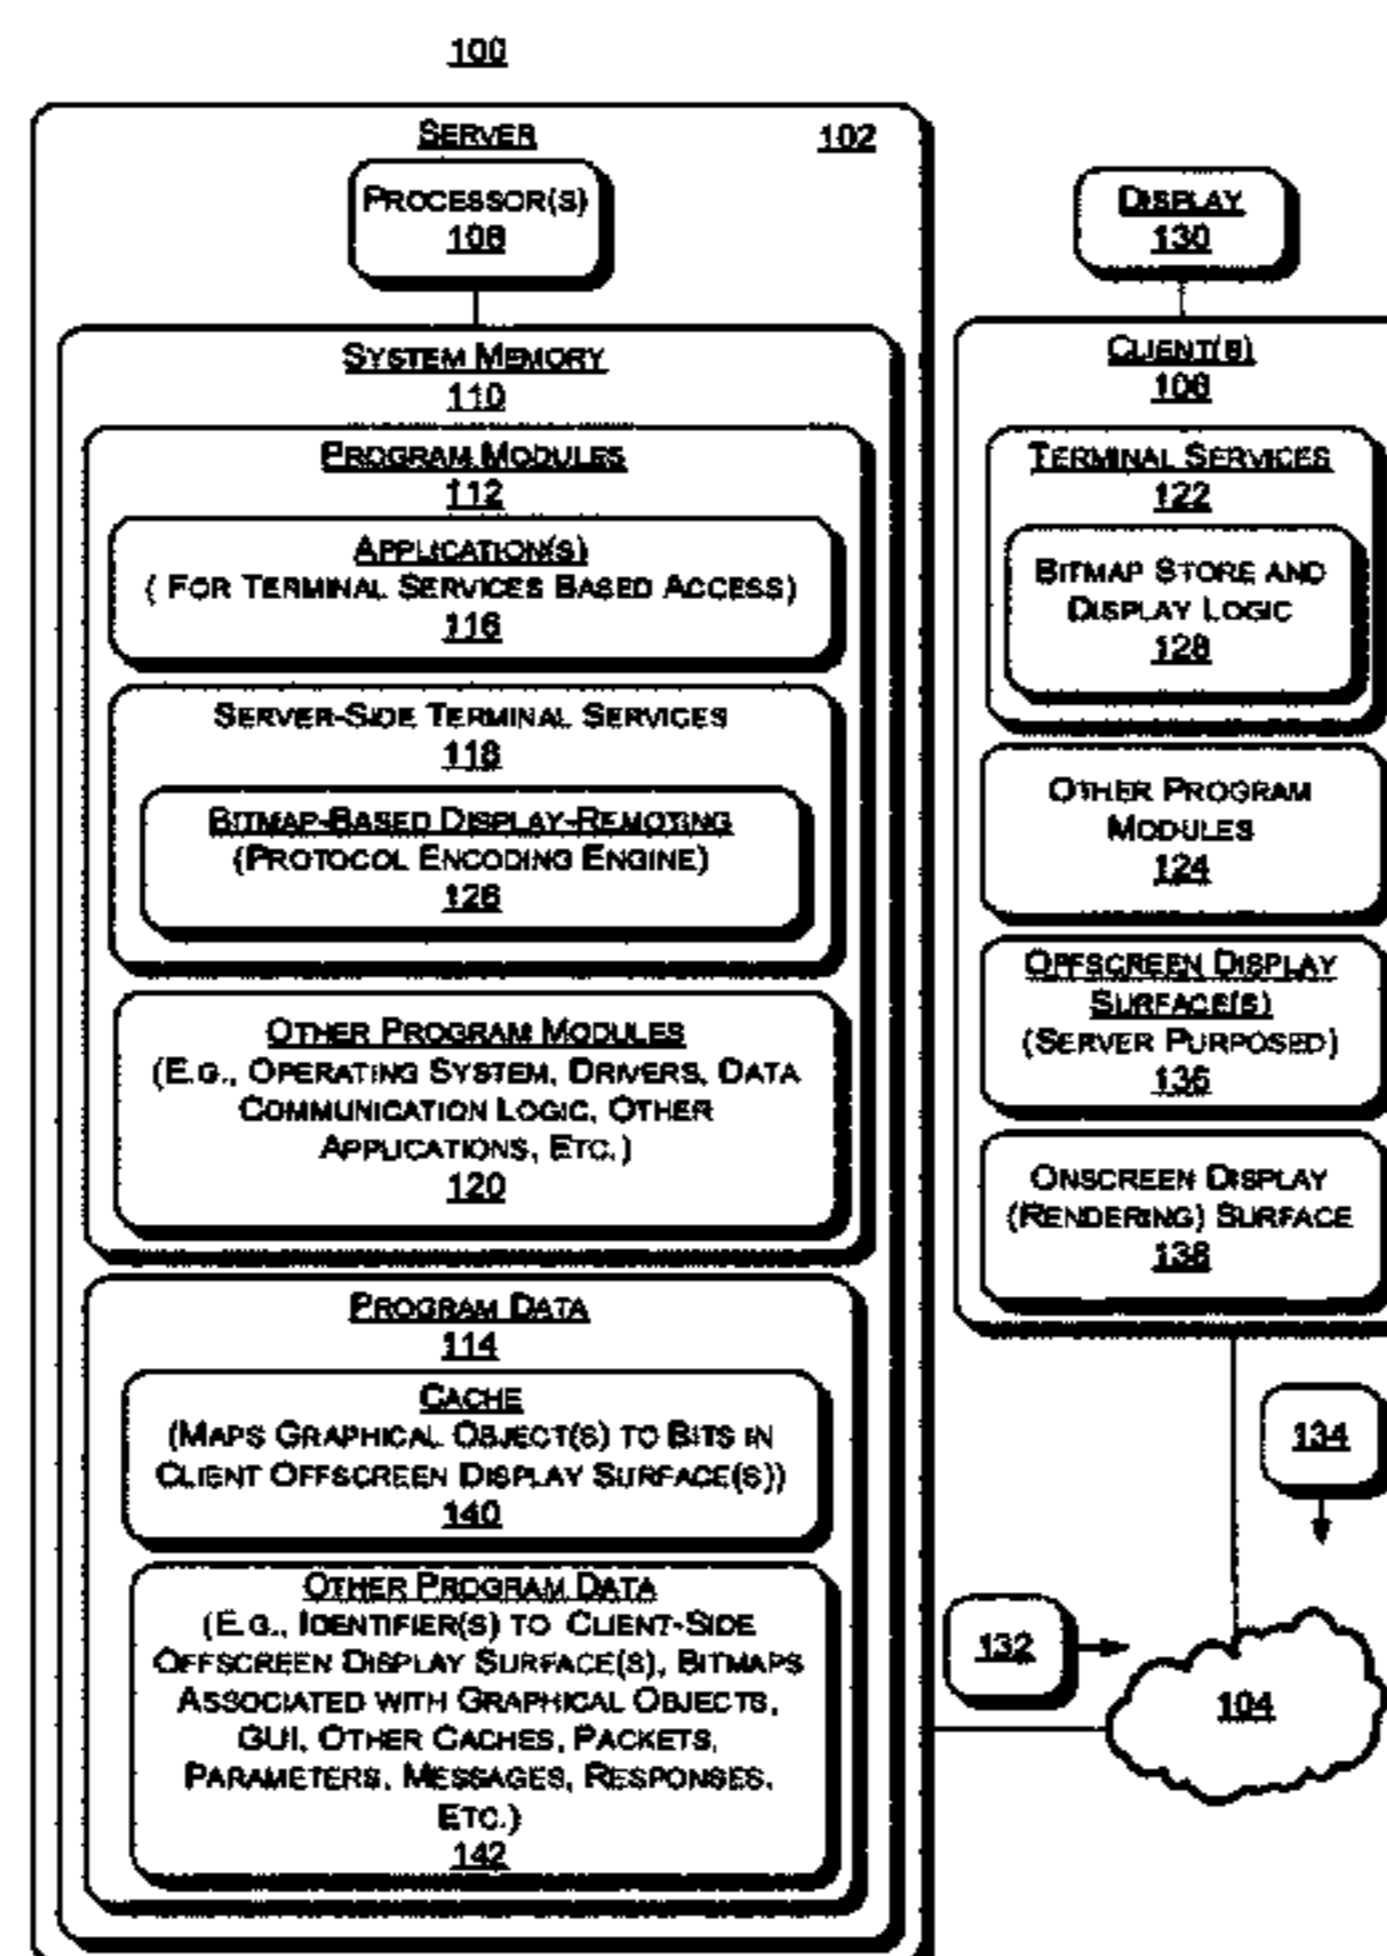 100
SERVER
102
PROCESSOR(S)
108
SYSTEM MEMORY
110
PROGRAM MODULES
112
APPLICATION(S)
( FOR TERMINAL SERVICES BASED ACCESS)
116
SERVER-SIDE TERMINAL SERVICES
118
BITMAP-BASED DISPLAY-REMOTING
(PROTOCOL ENCODING ENGINE)
126
OTHER PROGRAM MODULES
(E.G., OPERATING SYSTEM, DRIVERS, DATA
COMMUNICATION LOGIC, OTHER
APPLICATIONS, ETC.)
120
PROGRAM DATA
114
CACHE
(MAPS GRAPHICAL OBJECT(S) TO BITS IN
CLIENT OFFSCREEN DISPLAY SURFACE(S))
140
OTHER PROGRAM DATA
(E.G., IDENTIFIER(S) TO CLIENT-SIDE
OFFSCREEN DISPLAY SURFACE(S), BITMAPS
ASSOCIATED WITH GRAPHICAL OBJECTS,
GUI, OTHER CACHES, PACKETS,
PARAMETERS, MESSAGES, RESPONSES,
ETC.)
142
DISPLAY
130
CLIENT(S)
106
TERMINAL SERVICES
122
BITMAP STORE AND
DISPLAY LOGIC
128
OTHER PROGRAM
MODULES
124
OFFSCREEN DISPLAY
SURFACE(S)
(SERVER PURPOSED)
136
ONSCREEN DISPLAY
(RENDERING) SURFACE
138
134
132
104